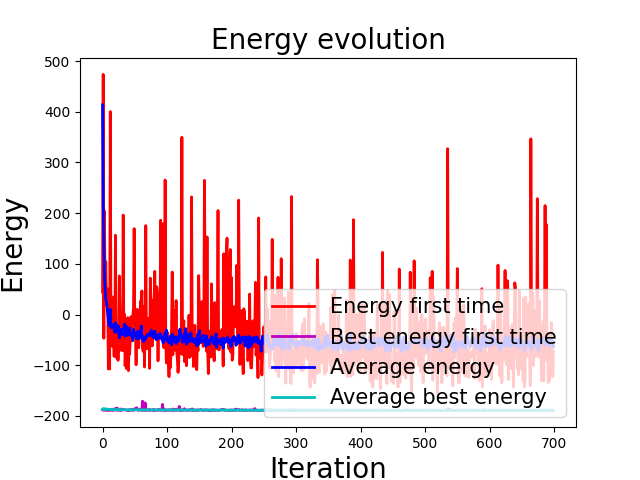 Energy evolution
500
400
300
200
100
0
−100
−200
Energy
Energy first time
Best energy first time
Average energy
Average best energy
0 100 200 300 400 500 600 700
Iteration